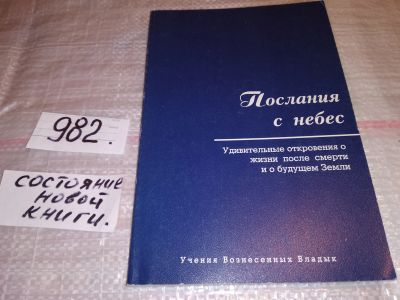 982.
состояние
новой
книги.
Послания
с небес
Удивительные откровения о
жизни после смерти
и о будущем Земли
Учения Вознесенных Владык